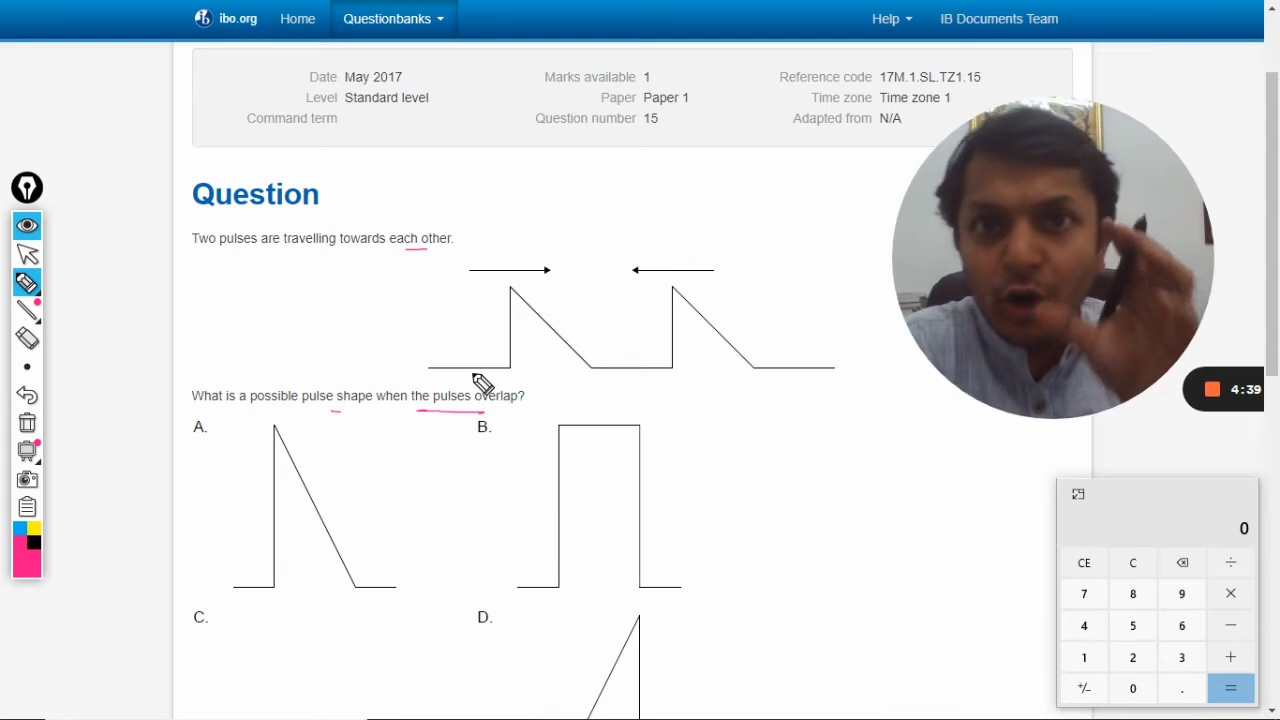 ibo.org Home Questionbanks Help IB Documents Team
Date May 2017 Marks available 1 Reference code 17M.1.SL.TZ1.15
Level Standard level Paper Paper 1 Time zone Time zone 1
Command term Question number 15 Adapted from N/A
Question
Two pulses are travelling towards each other.
What is a possible pulse shape when the pulses overlap?
A. B.
C. D.
4:39
0
CE C ⌫ ÷
7 8 9 ×
4 5 6 −
1 2 3 +
+/− 0 . =